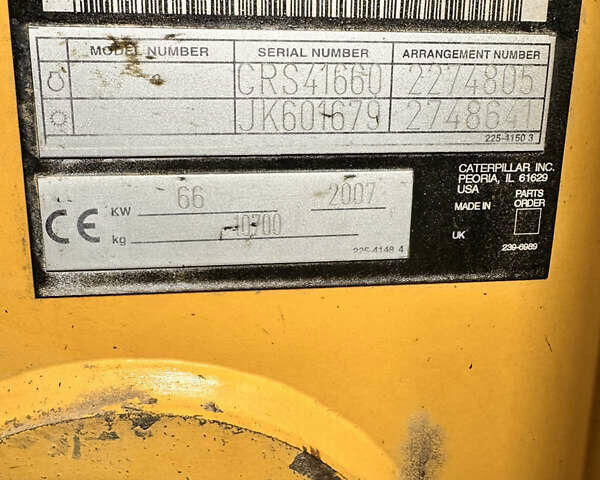 MODEL NUMBER SERIAL NUMBER ARRANGEMENT NUMBER
CRS41660 2274805
JK601679 2748641
225-4150 3
CE KW 66 2007
kg 10700
225-4148 4
CATERPILLAR INC.
PEORIA, IL 61629
USA
MADE IN
UK
PARTS
ORDER
239-6989